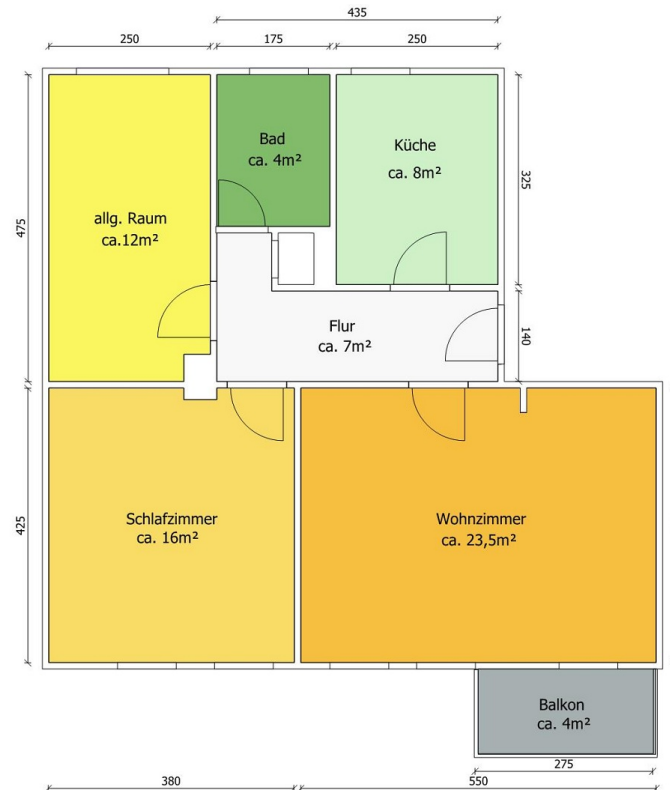 435
250
175
250
Bad
ca. 4m²
Küche
ca. 8m²
325
475
allg. Raum
ca.12m²
Flur
ca. 7m²
140
425
Schlafzimmer
ca. 16m²
Wohnzimmer
ca. 23,5m²
Balkon
ca. 4m²
275
380
550